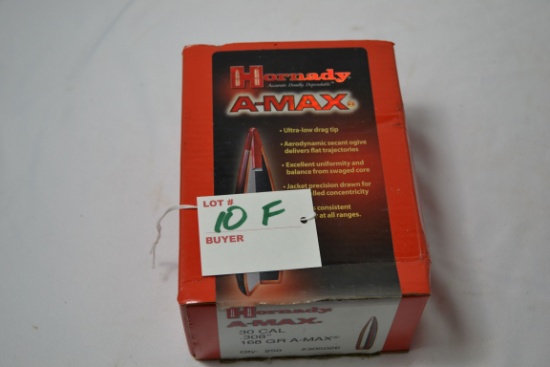 Hornady
Accurate. Deadly. Dependable.
A-MAX
• Ultra-low drag tip
• Aerodynamic secant ogive
delivers flat trajectories
• Excellent uniformity and
balance from swaged core
• Jacket precision drawn for
concentricity
consistent
at all ranges.
LOT #
10 F
BUYER
Hornady
A-MAX
30 CAL
.308"
168 GR A-MAX
Qty: 250